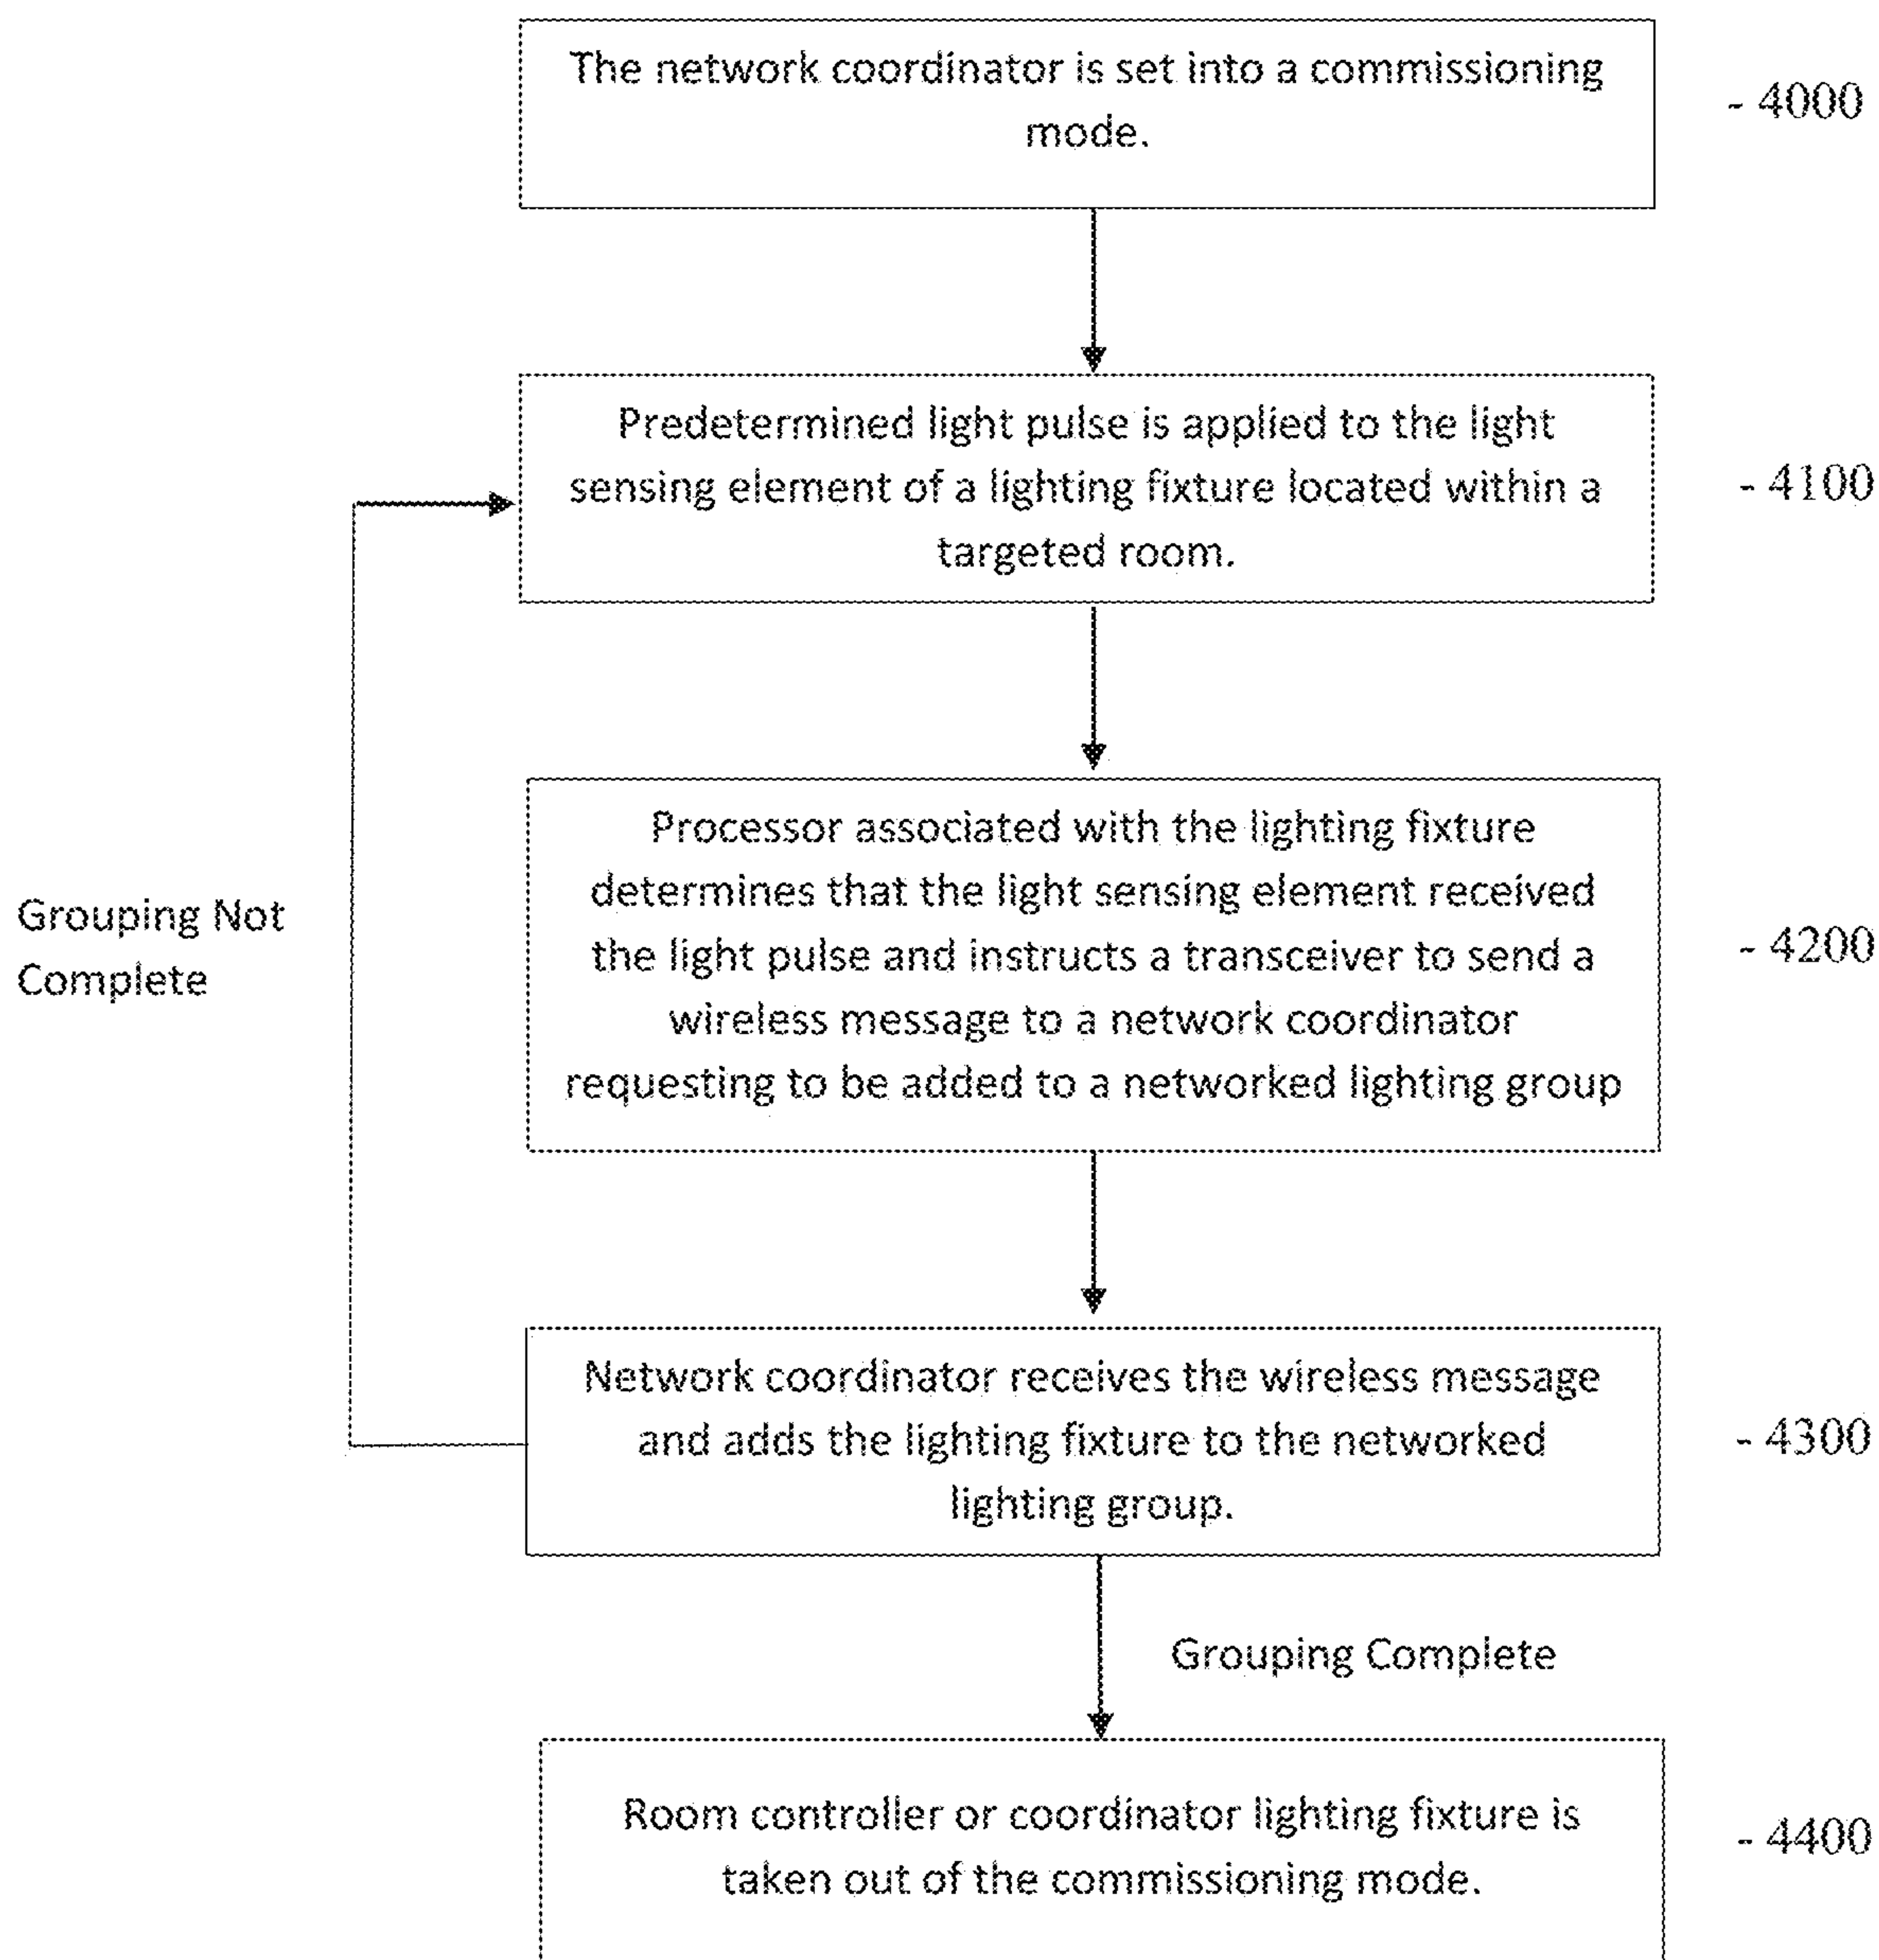 The network coordinator is set into a commissioning
mode.
- 4000
Predetermined light pulse is applied to the light
sensing element of a lighting fixture located within a
targeted room.
- 4100
Processor associated with the lighting fixture
determines that the light sensing element received
the light pulse and instructs a transceiver to send a
wireless message to a network coordinator
requesting to be added to a networked lighting group
- 4200
Grouping Not
Complete
Network coordinator receives the wireless message
and adds the lighting fixture to the networked
lighting group.
- 4300
Grouping Complete
Room controller or coordinator lighting fixture is
taken out of the commissioning mode.
- 4400